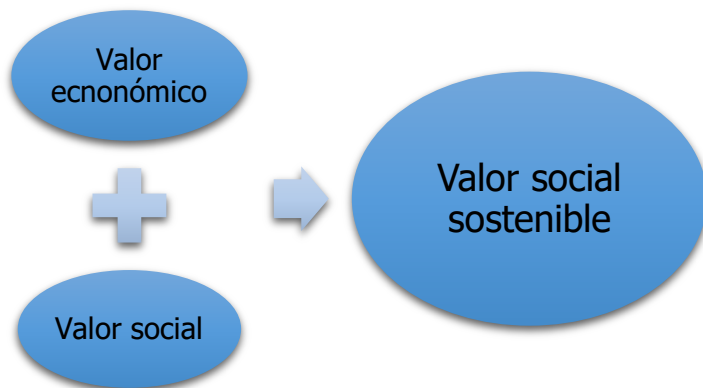 Valor
ecnonómico
Valor social
Valor social
sostenible